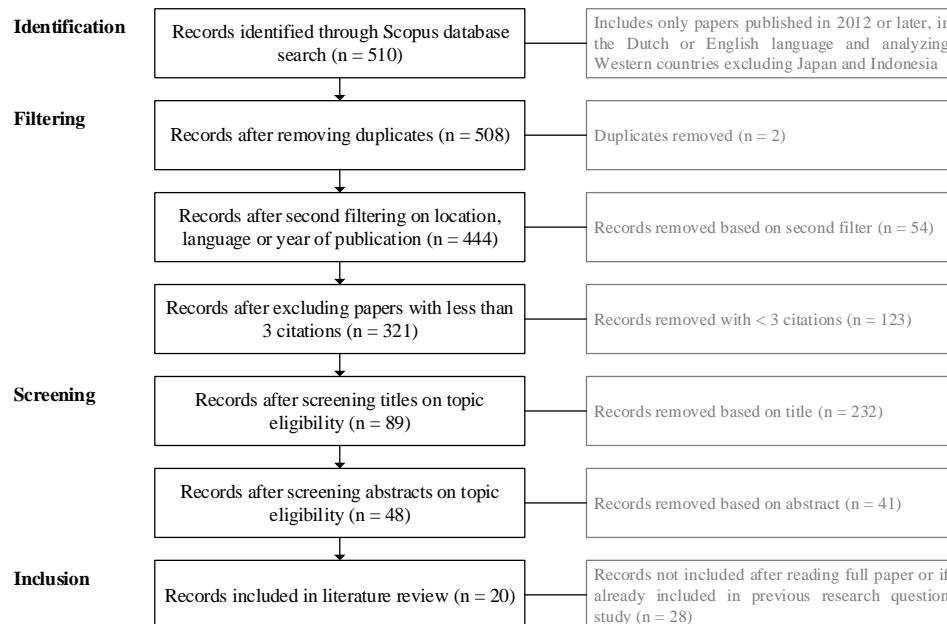 Identification
Records identified through Scopus database
search (n = 510)
Includes only papers published in 2012 or later, in
the Dutch or English language and analyzing
Western countries excluding Japan and Indonesia
Filtering
Records after removing duplicates (n = 508)
Duplicates removed (n = 2)
Records after second filtering on location,
language or year of publication (n = 444)
Records removed based on second filter (n = 54)
Records after excluding papers with less than
3 citations (n = 321)
Records removed with < 3 citations (n = 123)
Screening
Records after screening titles on topic
eligibility (n = 89)
Records removed based on title (n = 232)
Records after screening abstracts on topic
eligibility (n = 48)
Records removed based on abstract (n = 41)
Inclusion
Records included in literature review (n = 20)
Records not included after reading full paper or if
already included in previous research question
study (n = 28)